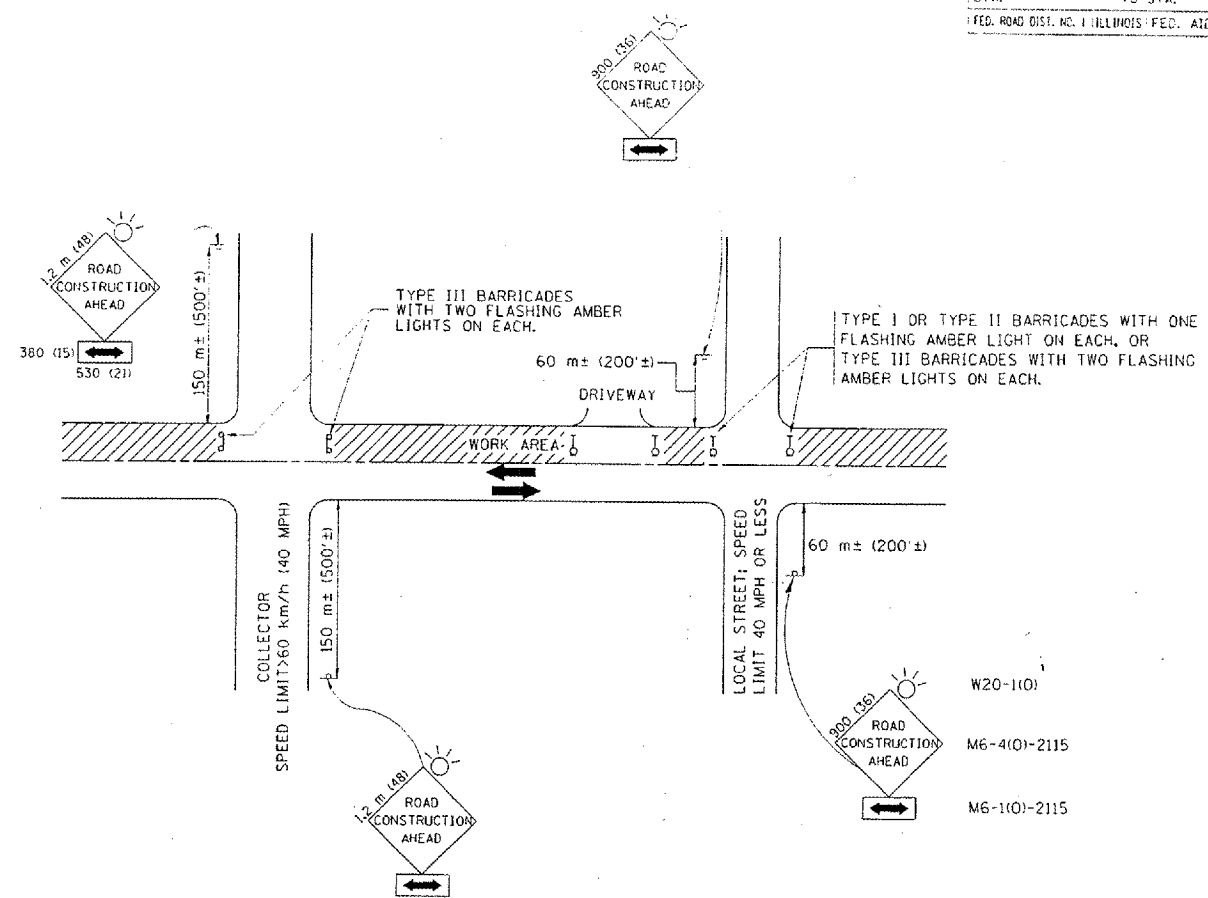 FED. ROAD DIST. NO. 1 ILLINOIS FED.
900 (36)
ROAD
CONSTRUCTION
AHEAD
1.2 m (48)
ROAD
CONSTRUCTION
AHEAD
380 (15)
530 (21)
150 m± (500'±)
TYPE III BARRICADES
WITH TWO FLASHING AMBER
LIGHTS ON EACH.
60 m± (200'±)
DRIVEWAY
TYPE I OR TYPE II BARRICADES WITH ONE
FLASHING AMBER LIGHT ON EACH. OR
TYPE III BARRICADES WITH TWO FLASHING
AMBER LIGHTS ON EACH.
WORK AREA
COLLECTOR
SPEED LIMIT>60 km/h (40 MPH)
150 m± (500'±)
LOCAL STREET; SPEED
LIMIT 40 MPH OR LESS
60 m± (200'±)
1.2 m (48)
ROAD
CONSTRUCTION
AHEAD
900 (36)
ROAD
CONSTRUCTION
AHEAD
W20-1(O)
M6-4(O)-2115
M6-1(O)-2115